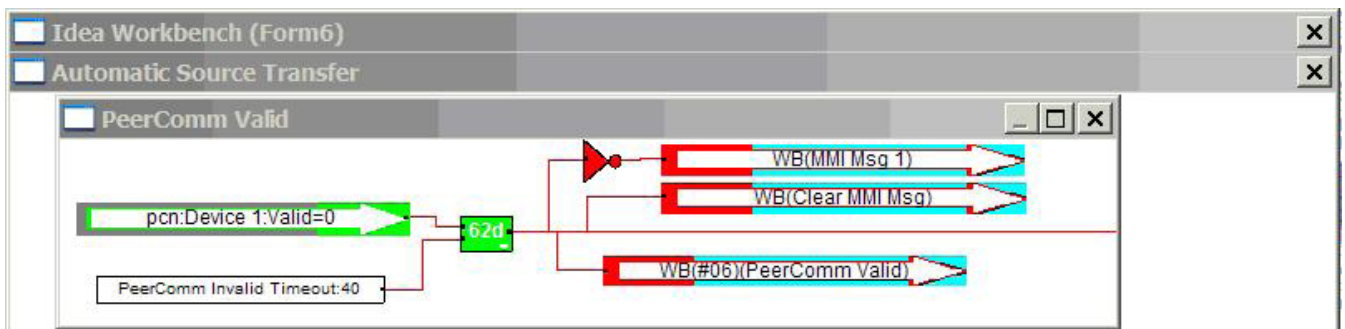 Idea Workbench (Form6)
Automatic Source Transfer
PeerComm Valid
WB(MMI Msg 1)
WB(Clear MMI Msg)
pcn:Device 1:Valid=0
62d
WB(#06)(PeerComm Valid)
PeerComm Invalid Timeout:40